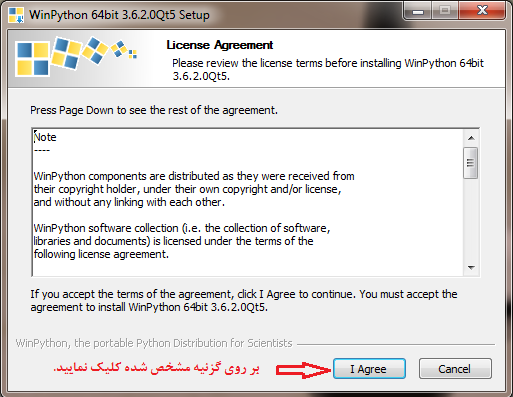 WinPython 64bit 3.6.2.0Qt5 Setup
License Agreement
Please review the license terms before installing WinPython 64bit
3.6.2.0Qt5.
Press Page Down to see the rest of the agreement.
Note
----
WinPython components are distributed as they were received from
their copyright holder, under their own copyright and/or license,
and without any linking with each other.
WinPython software collection (i.e. the collection of software,
libraries and documents) is licensed under the terms of the
following license agreement.
If you accept the terms of the agreement, click I Agree to continue. You must accept the
agreement to install WinPython 64bit 3.6.2.0Qt5.
WinPython, the portable Python Distribution for Scientists
بر روی گزنیه مشخص شده کلیک نمایید.
I Agree
Cancel